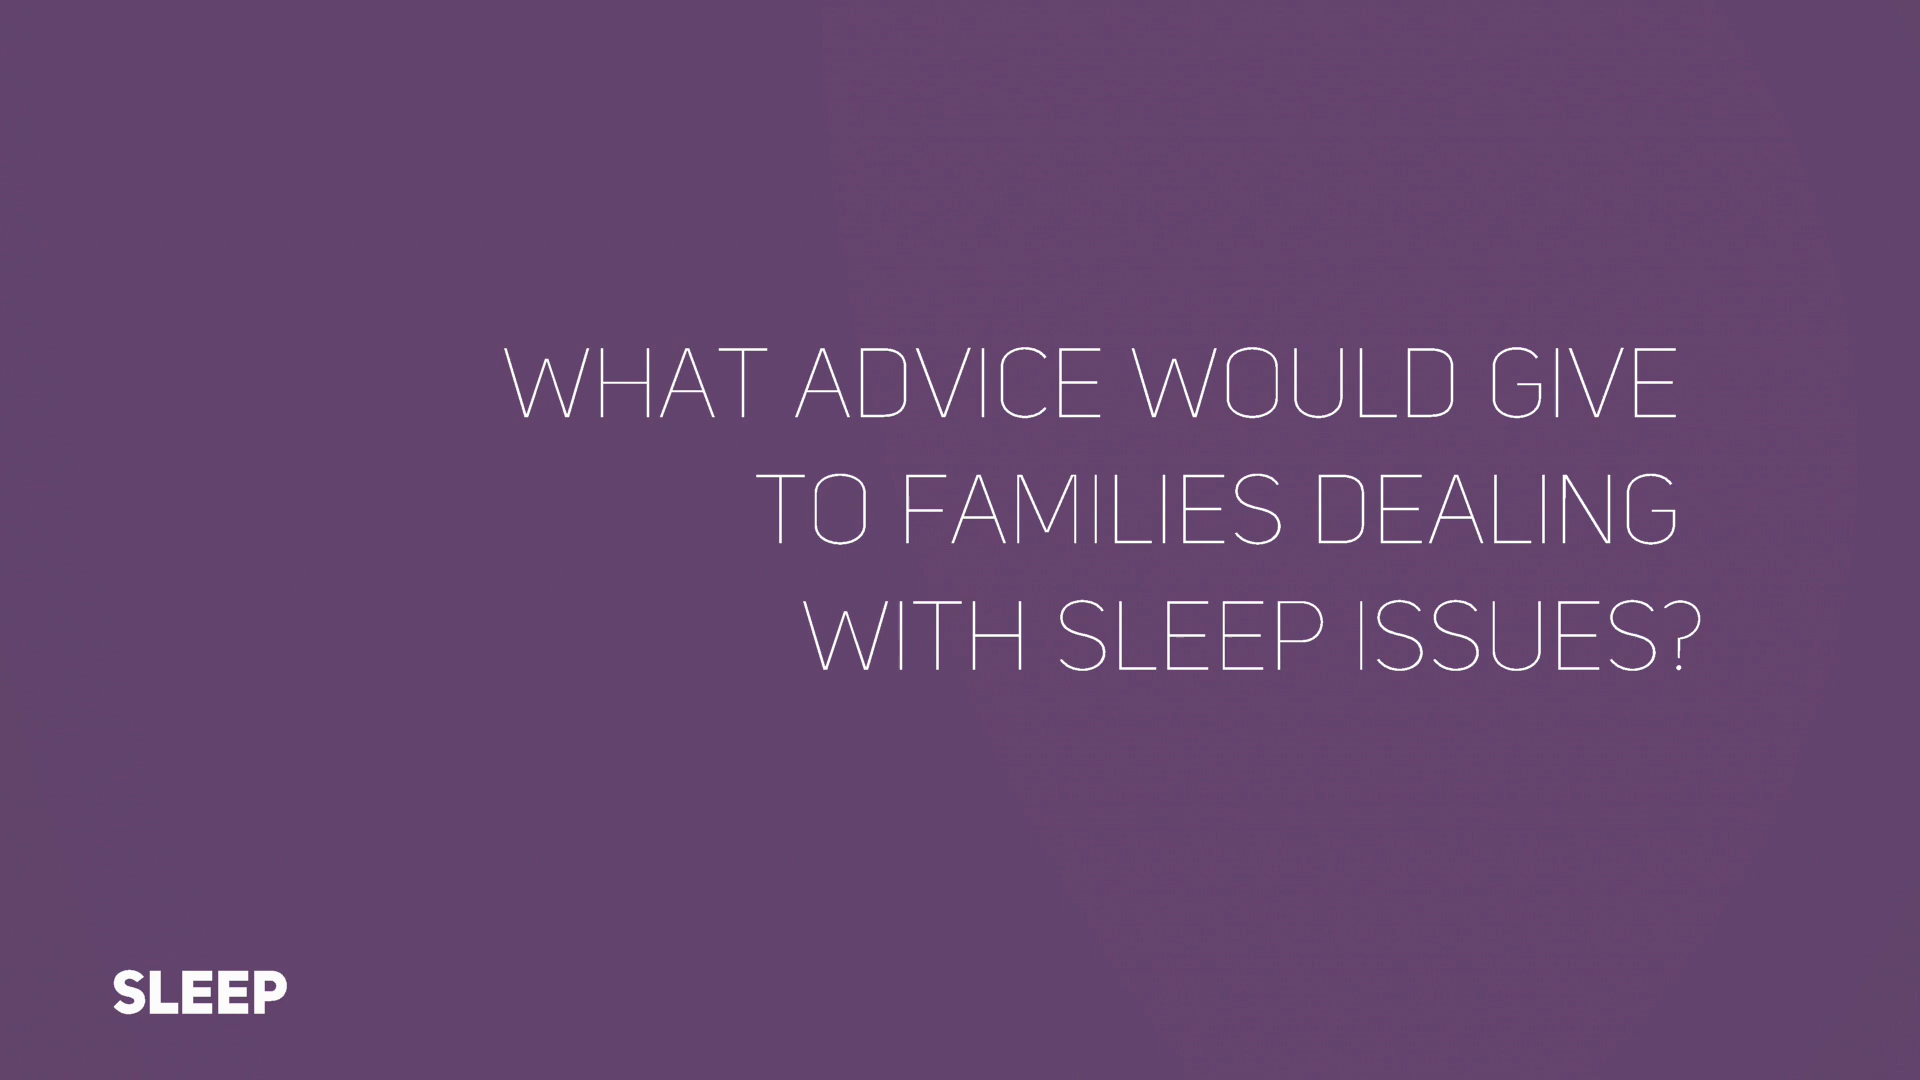 WHAT ADVICE WOULD GIVE
TO FAMILIES DEALING
WITH SLEEP ISSUES?
SLEEP